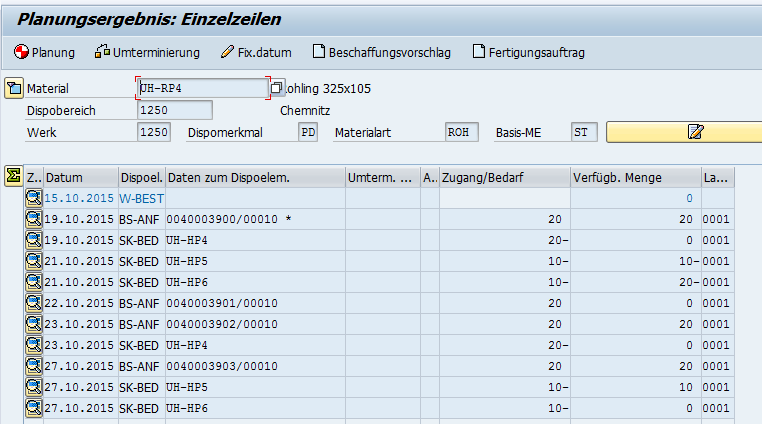 Planungsergebnis: Einzelzeilen
Planung Umterminierung Fix.datum Beschaffungsvorschlag Fertigungsauftrag
Material UH-RP4 ohling 325x105
Dispobereich 1250 Chemnitz
Werk 1250 Dispomerkmal PD Materialart ROH Basis-ME ST
Z.. Datum Dispoel. Daten zum Dispoelem. Umterm. ... A.. Zugang/Bedarf Verfügb. Menge La...
15.10.2015 W-BEST 0
19.10.2015 BS-ANF 0040003900/00010 * 20 20 0001
19.10.2015 SK-BED UH-HP4 20- 0 0001
21.10.2015 SK-BED UH-HP5 10- 10- 0001
21.10.2015 SK-BED UH-HP6 10- 20- 0001
22.10.2015 BS-ANF 0040003901/00010 20 0 0001
23.10.2015 BS-ANF 0040003902/00010 20 20 0001
23.10.2015 SK-BED UH-HP4 20- 0 0001
27.10.2015 BS-ANF 0040003903/00010 20 20 0001
27.10.2015 SK-BED UH-HP5 10- 10 0001
27.10.2015 SK-BED UH-HP6 10- 0 0001